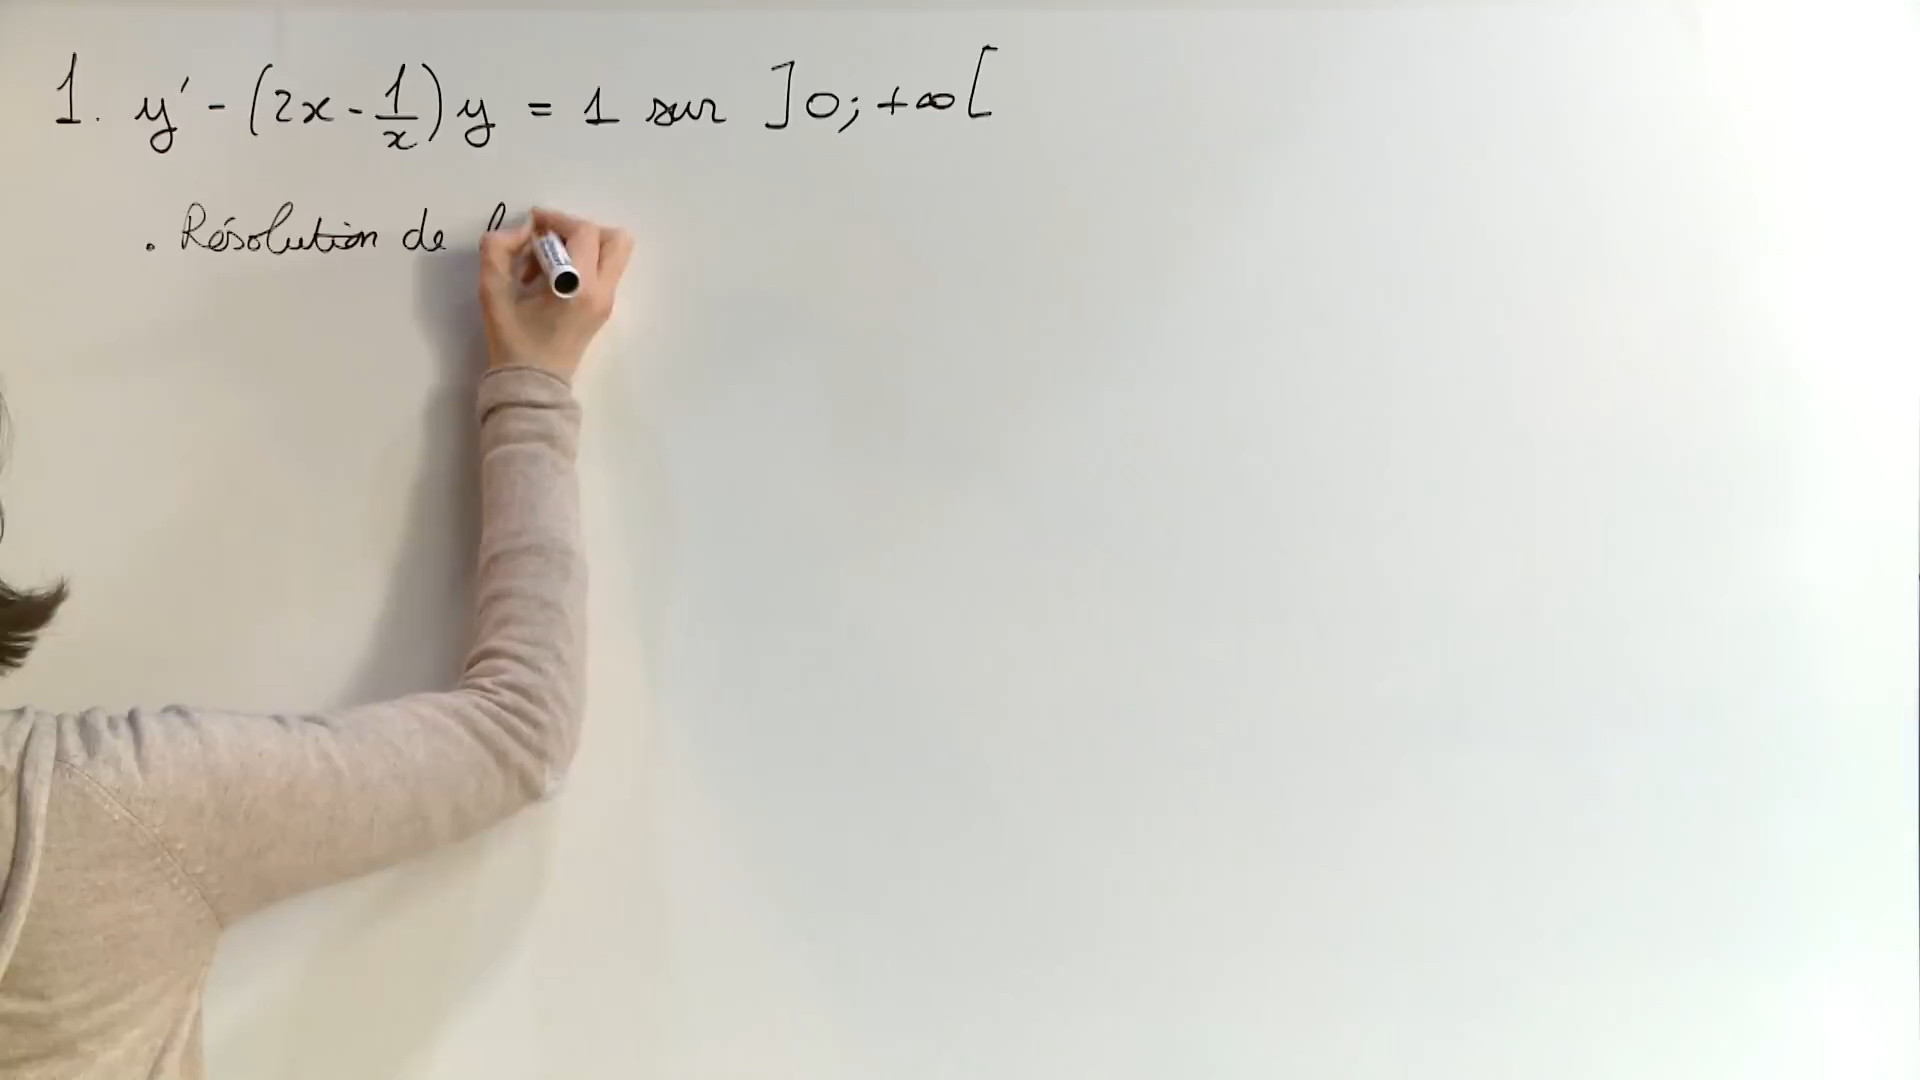 1. y' - (2x - 1/x) y = 1 sur ]0; +∞[
. Résolution de